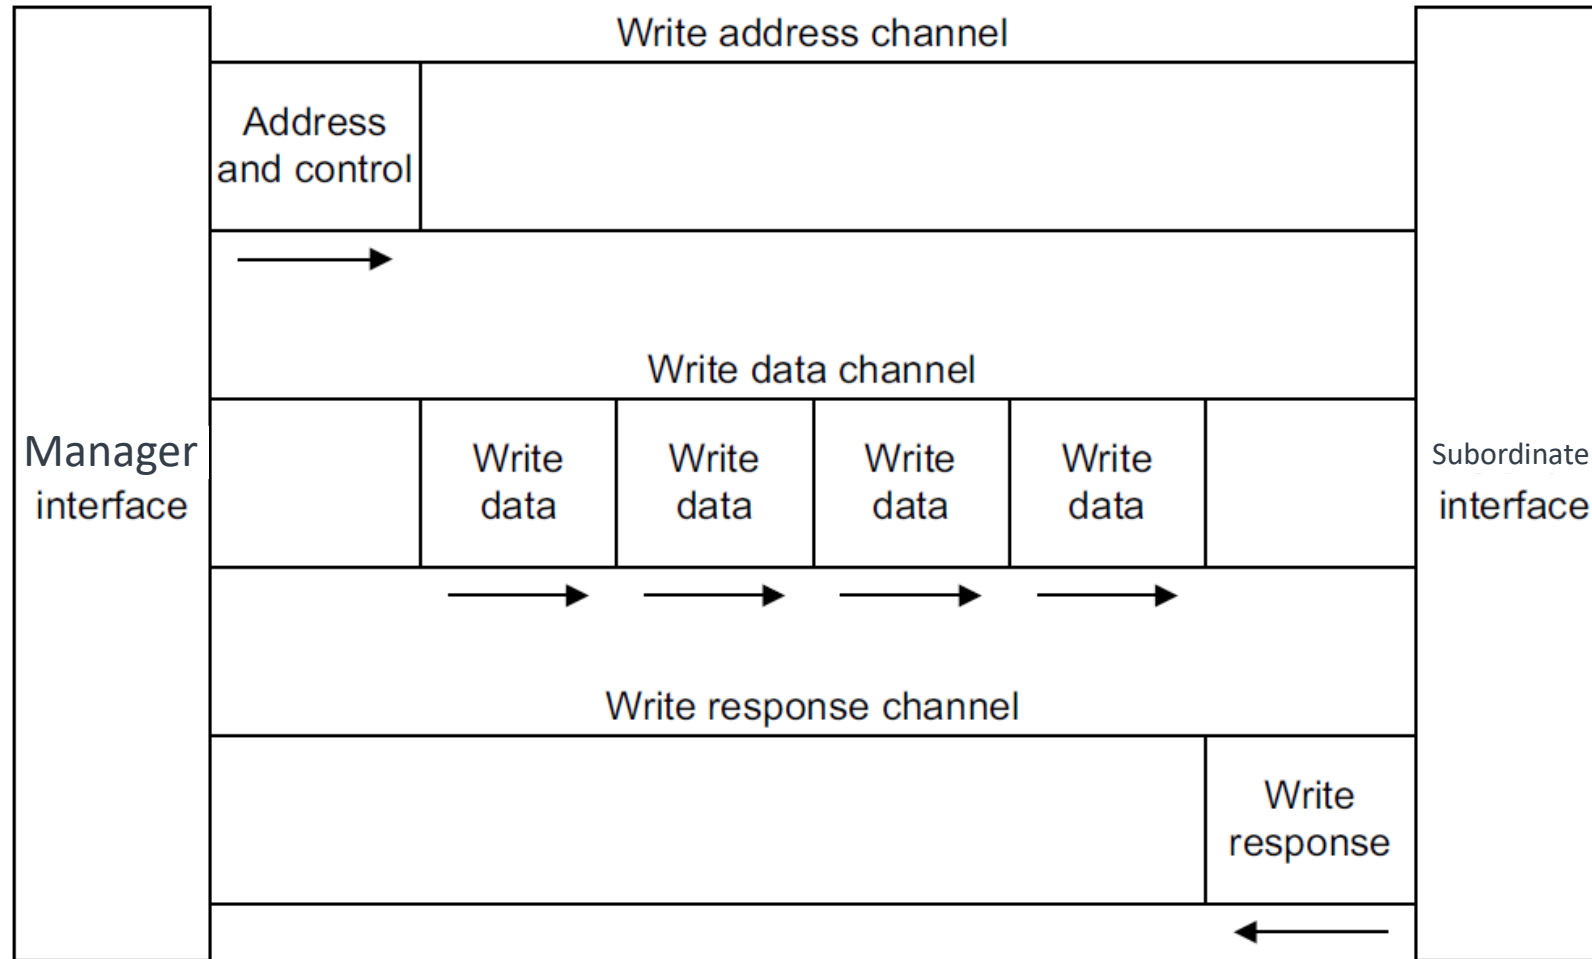 Write address channel
Address
and control
Write data channel
Manager
interface
Write
data
Write
data
Write
data
Write
data
Subordinate
interface
Write response channel
Write
response